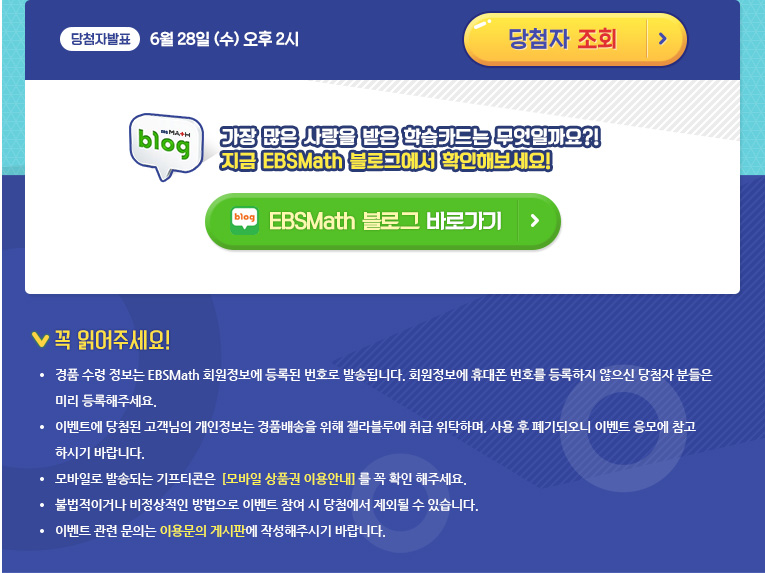 당첨자발표 6월 28일 (수) 오후 2시
당첨자 조회
EBSMATH
blog
가장 많은 사랑을 받은 학습카드는 무엇일까요?!
지금 EBSMath 블로그에서 확인해보세요!
blog EBSMath 블로그 바로가기
꼭 읽어주세요!
• 경품 수령 정보는 EBSMath 회원정보에 등록된 번호로 발송됩니다. 회원정보에 휴대폰 번호를 등록하지 않으신 당첨자 분들은
미리 등록해주세요.
• 이벤트에 당첨된 고객님의 개인정보는 경품배송을 위해 젤라블루에 취급 위탁하며, 사용 후 폐기되오니 이벤트 응모에 참고
하시기 바랍니다.
• 모바일로 발송되는 기프티콘은 [모바일 상품권 이용안내] 를 꼭 확인 해주세요.
• 불법적이거나 비정상적인 방법으로 이벤트 참여 시 당첨에서 제외될 수 있습니다.
• 이벤트 관련 문의는 이용문의 게시판에 작성해주시기 바랍니다.